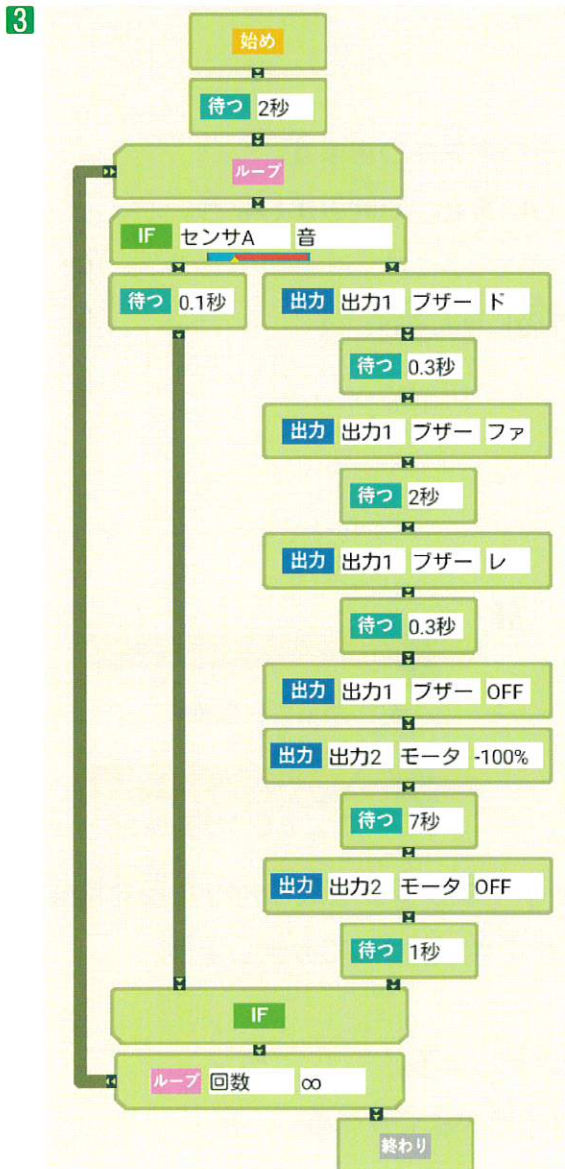 3
始め
待つ 2秒
ループ
IF センサA 音
待つ 0.1秒
出力 出力1 ブザー ド
待つ 0.3秒
出力 出力1 ブザー ファ
待つ 2秒
出力 出力1 ブザー レ
待つ 0.3秒
出力 出力1 ブザー OFF
出力 出力2 モータ -100%
待つ 7秒
出力 出力2 モータ OFF
待つ 1秒
IF
ループ 回数 ∞
終わり